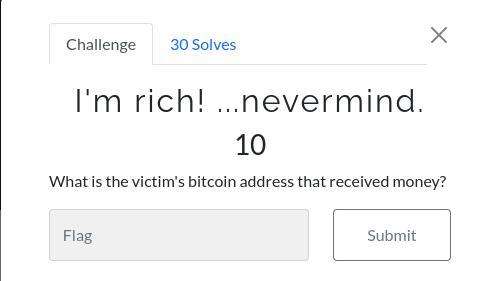 Challenge
30 Solves
I'm rich! ...nevermind.
10
What is the victim's bitcoin address that received money?
Flag
Submit